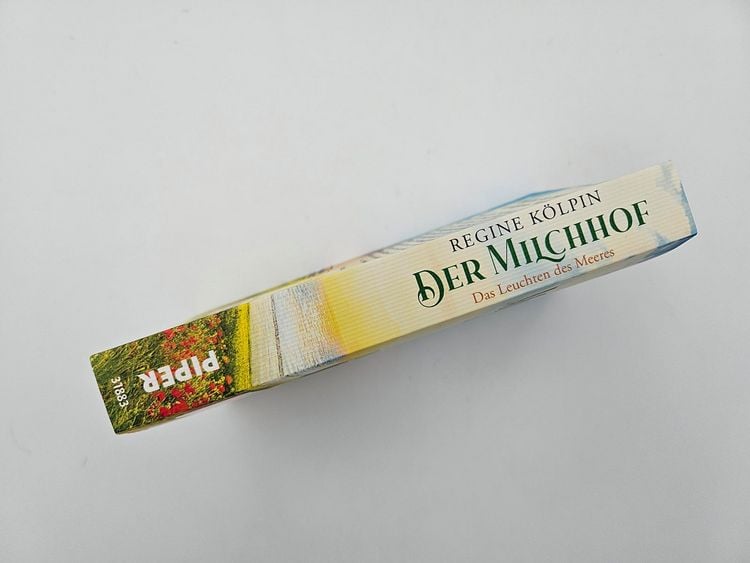 REGINE KÖLPIN
DER MILCHHOF
Das Leuchten des Meeres
PIPER
31883